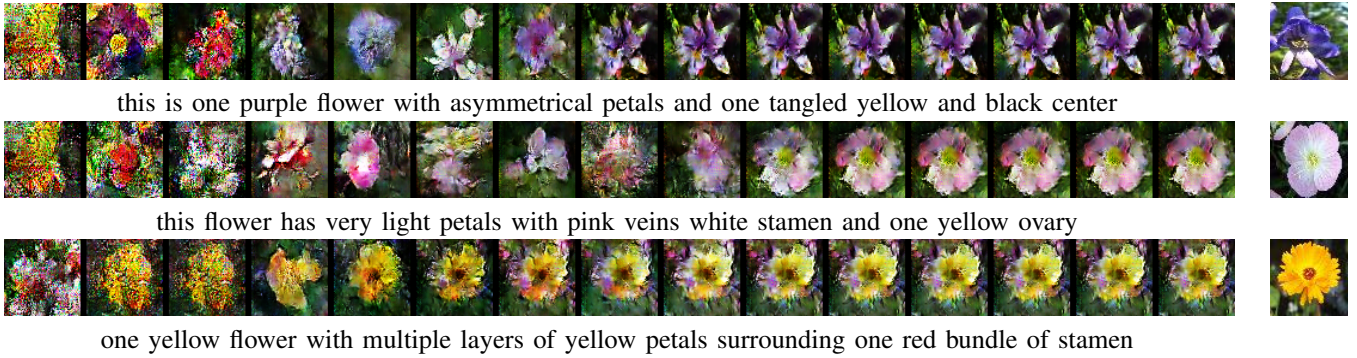 this is one purple flower with asymmetrical petals and one tangled yellow and black center
this flower has very light petals with pink veins white stamen and one yellow ovary
one yellow flower with multiple layers of yellow petals surrounding one red bundle of stamen